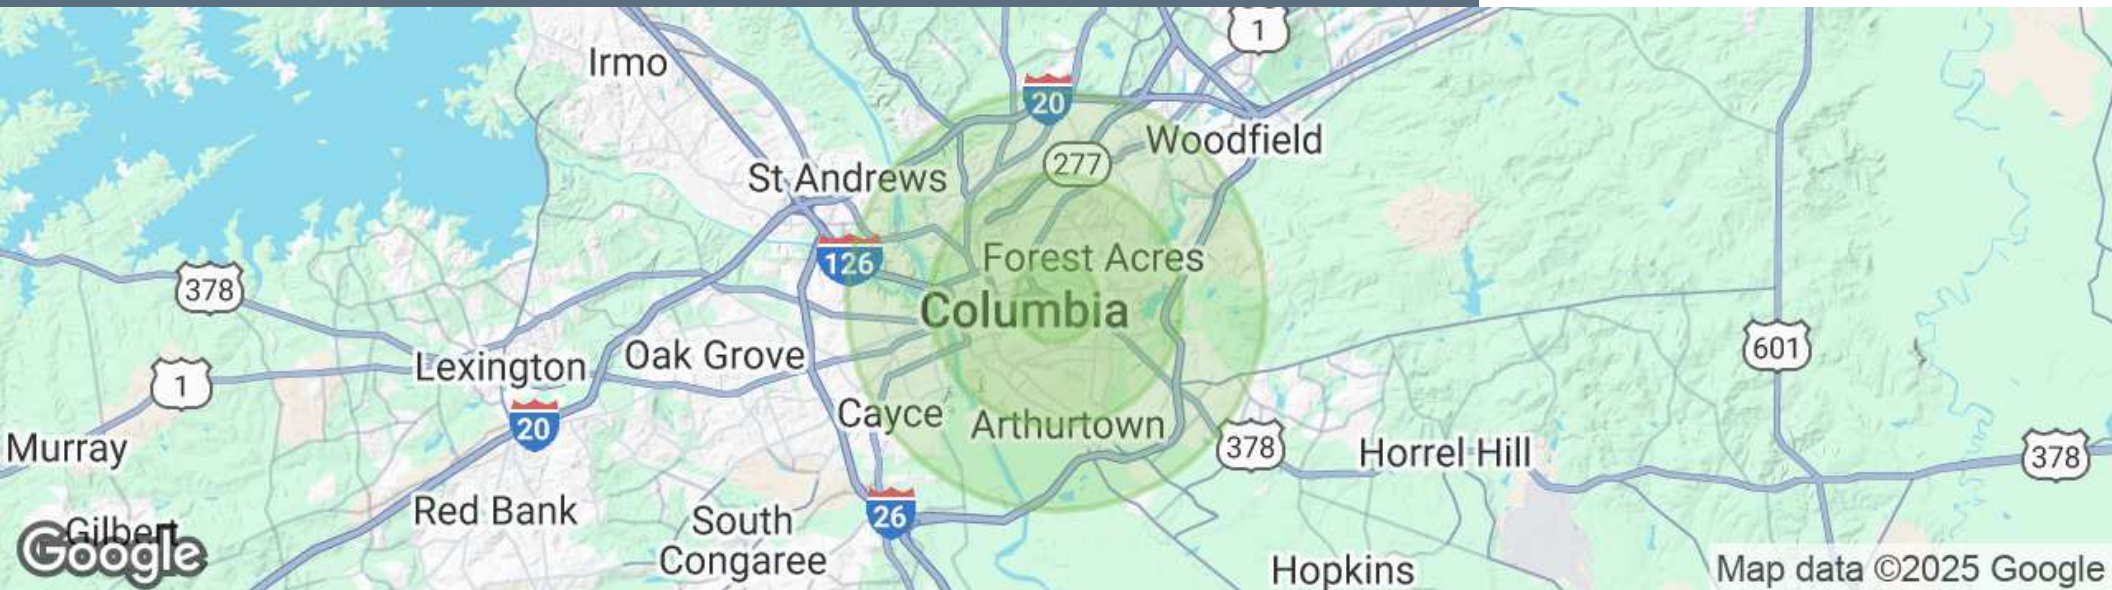 1
Irmo
20
Woodfield
277
St Andrews
Forest Acres
126
378
Columbia
601
Lexington
Oak Grove
1
20
Cayce
Arthurtown
378
Horrel Hill
378
Murray
Red Bank
26
South
Congaree
Gilbert
Google
Hopkins
Map data ©2025 Google